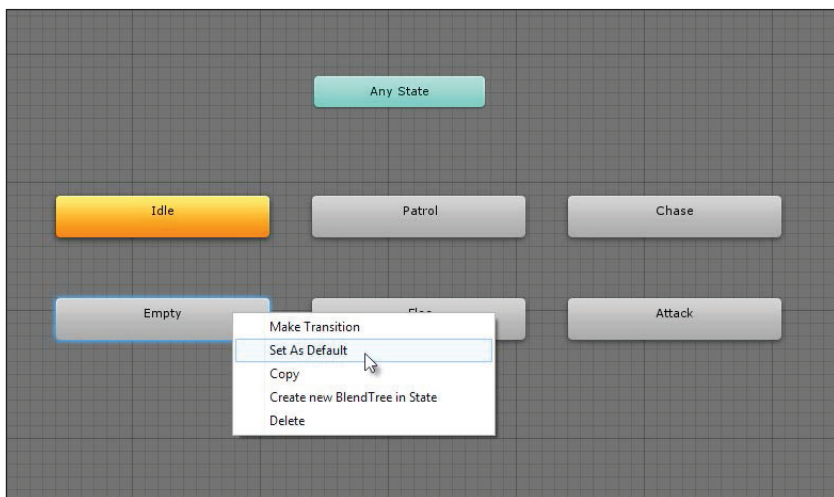 Any State
Idle
Patrol
Chase
Empty
Attack
Make Transition
Set As Default
Copy
Create new BlendTree in State
Delete